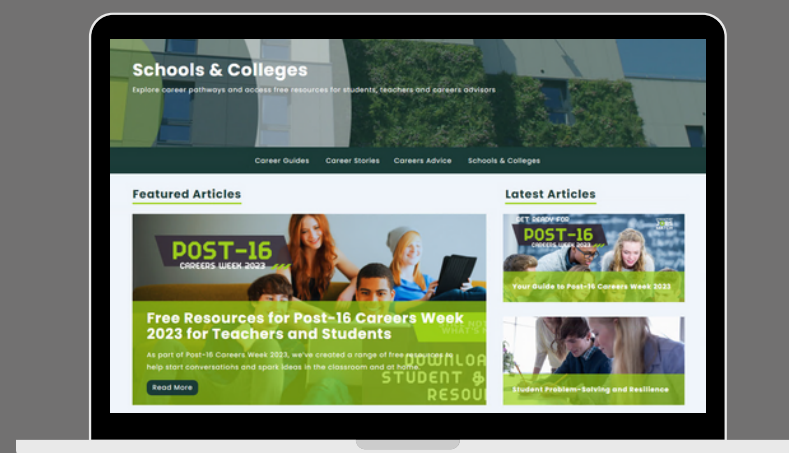 Schools & Colleges
Explore career pathways and access free resources for students, teachers and careers advisors
Career Guides Career Stories Careers Advice Schools & Colleges
Featured Articles
POST-16
CAREERS WEEK 2023
Free Resources for Post-16 Careers Week
2023 for Teachers and Students
As part of Post-16 Careers Week 2023, we've created a range of free resources to
help start conversations and spark ideas in the classroom and at home.
DOWNLOA
STUDENT &
RESOU
Read More
Latest Articles
GET READY FOR
POST-16
CAREERS WEEK 2023
Your Guide to Post-16 Careers Week 2023
Student Problem-Solving and Resilience